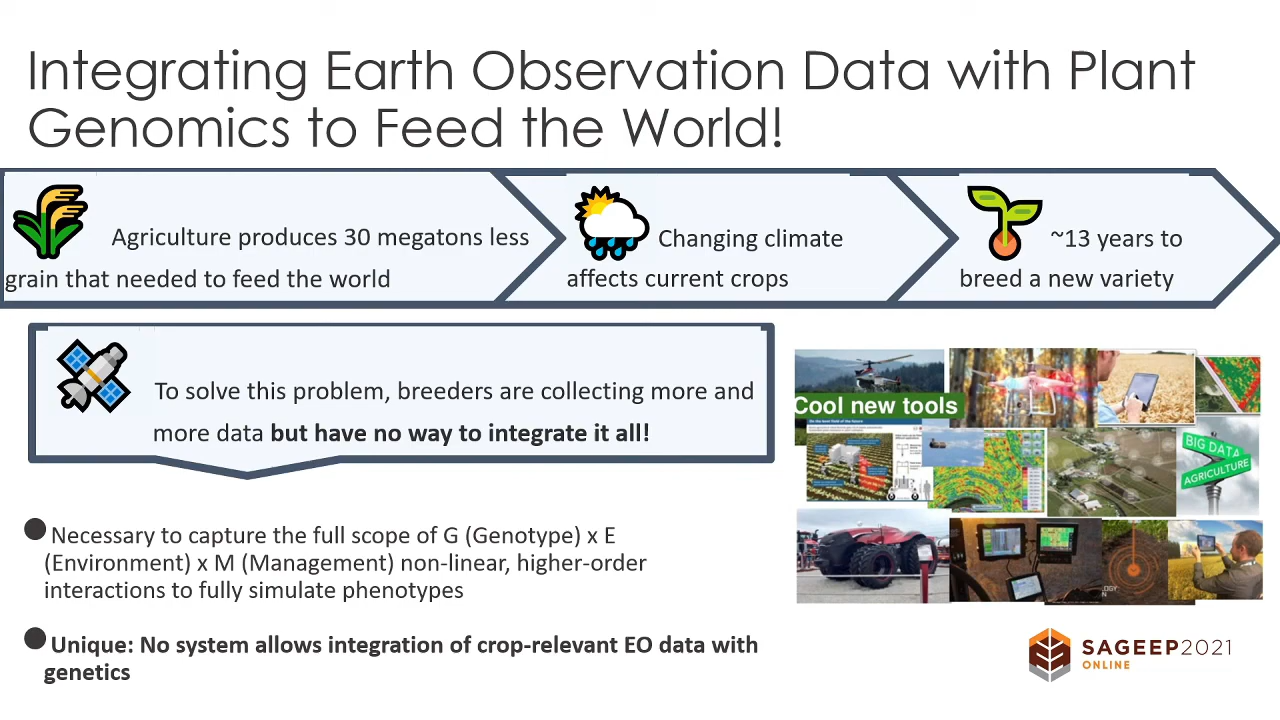 Integrating Earth Observation Data with Plant
Genomics to Feed the World!
Agriculture produces 30 megatons less
grain that needed to feed the world
Changing climate
affects current crops
~13 years to
breed a new variety
To solve this problem, breeders are collecting more and
more data but have no way to integrate it all!
Cool new tools
BIG DATA
AGRICULTURE
Necessary to capture the full scope of G (Genotype) x E
(Environment) x M (Management) non-linear, higher-order
interactions to fully simulate phenotypes
Unique: No system allows integration of crop-relevant EO data with
genetics
SAGEEP2021
ONLINE